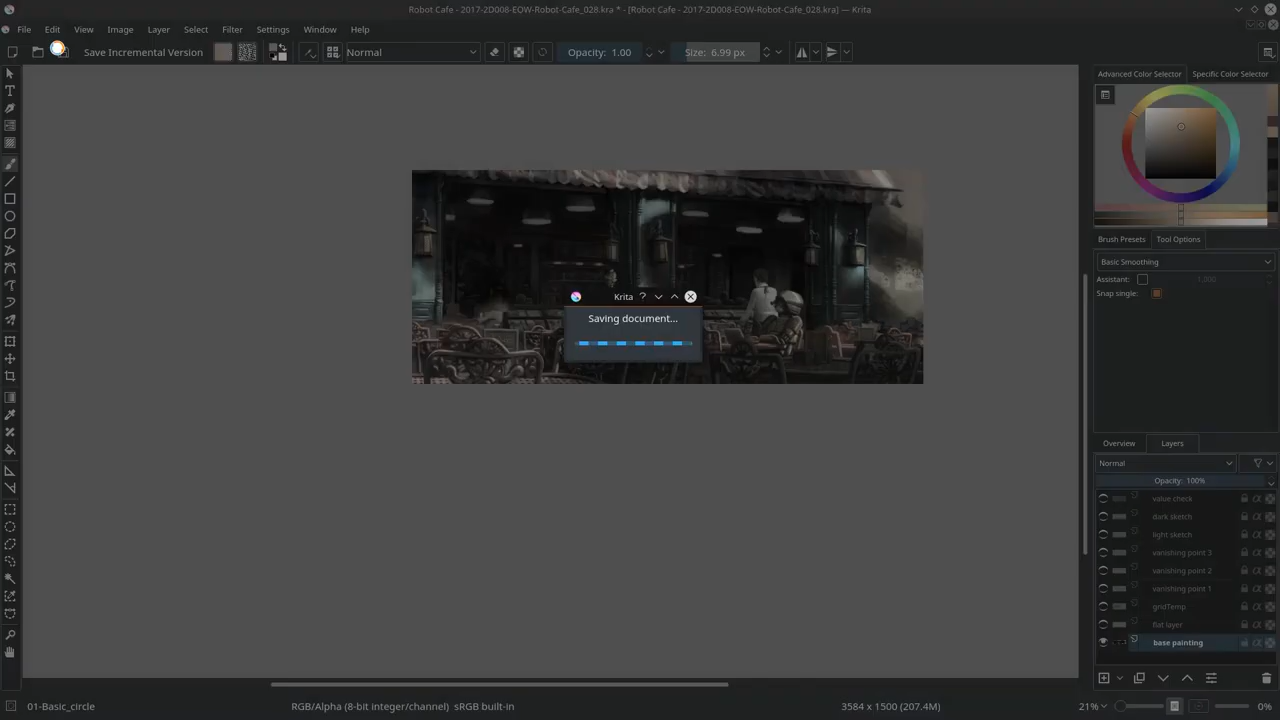 Robot Cafe - 2017-2D008-EOW-Robot-Cafe_028.kra * - [Robot Cafe - 2017-2D008-EOW-Robot-Cafe_028.kra] — Krita
File Edit View Image Layer Select Filter Settings Window Help
Save Incremental Version Normal Opacity: 1.00 Size: 6.99 px
Advanced Color Selector Specific Color Selector
Brush Presets Tool Options
Basic Smoothing
Assistant: 1.000
Snap single:
Krita
Saving document...
Overview Layers
Normal
Opacity: 100%
value check
dark sketch
light sketch
vanishing point 3
vanishing point 2
vanishing point 1
gridTemp
flat layer
base painting
01-Basic_circle RGB/Alpha (8-bit integer/channel) sRGB built-in 3584 x 1500 (207.4M) 21% 0%